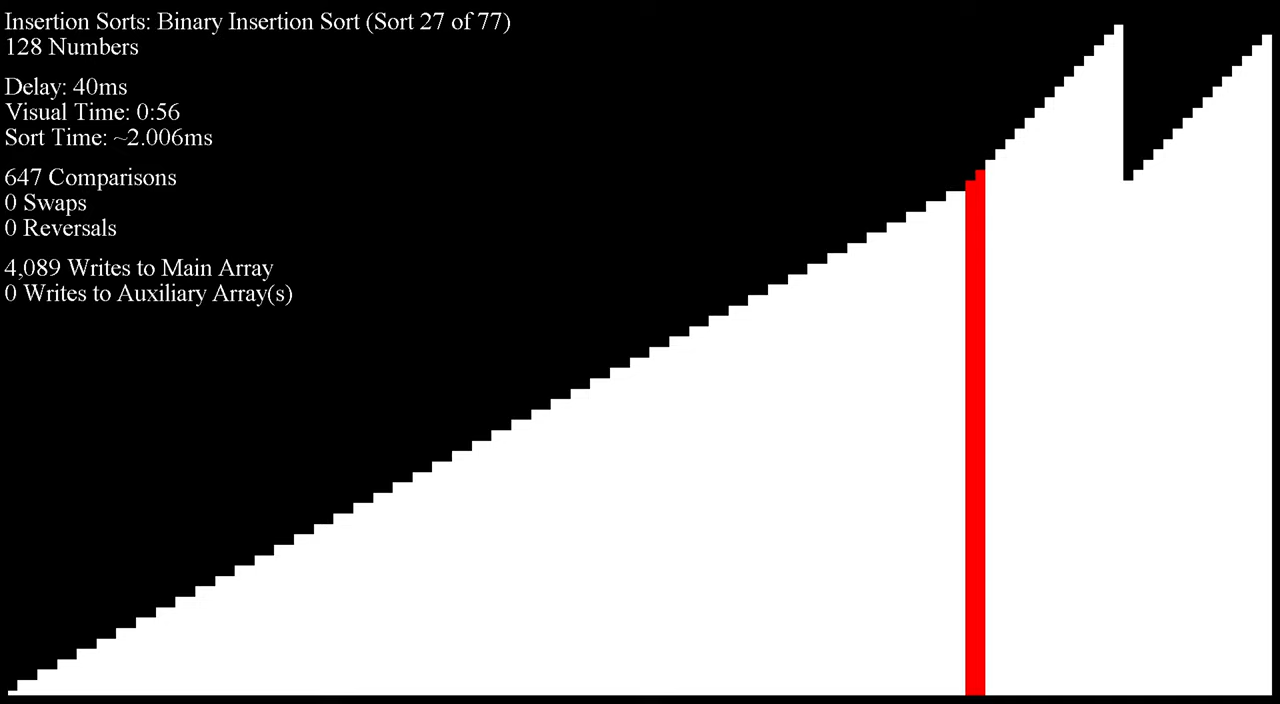 Insertion Sorts: Binary Insertion Sort (Sort 27 of 77)
128 Numbers
Delay: 40ms
Visual Time: 0:56
Sort Time: ~2.006ms
647 Comparisons
0 Swaps
0 Reversals
4,089 Writes to Main Array
0 Writes to Auxiliary Array(s)